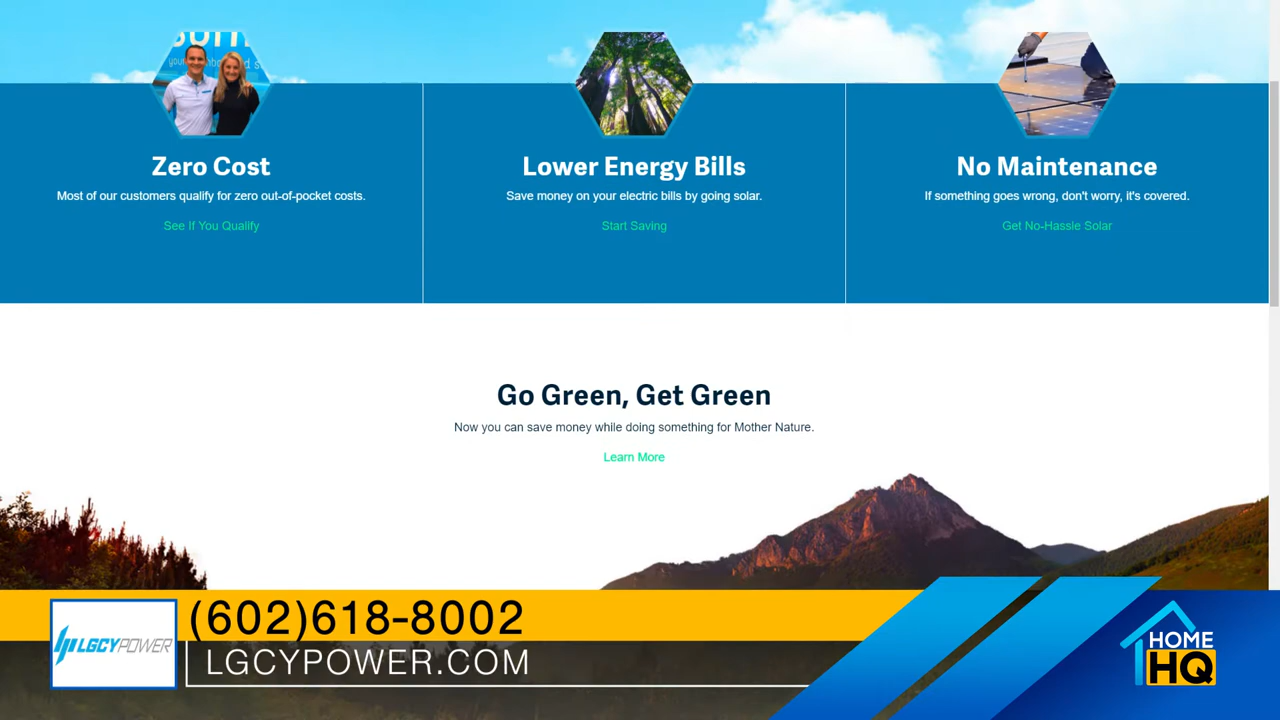 Zero Cost
Most of our customers qualify for zero out-of-pocket costs.
See If You Qualify
Lower Energy Bills
Save money on your electric bills by going solar.
Start Saving
No Maintenance
If something goes wrong, don't worry, it's covered.
Get No-Hassle Solar
Go Green, Get Green
Now you can save money while doing something for Mother Nature.
Learn More
(602)618-8002
LGCYPOWER
LGCYPOWER.COM
HOME
HQ